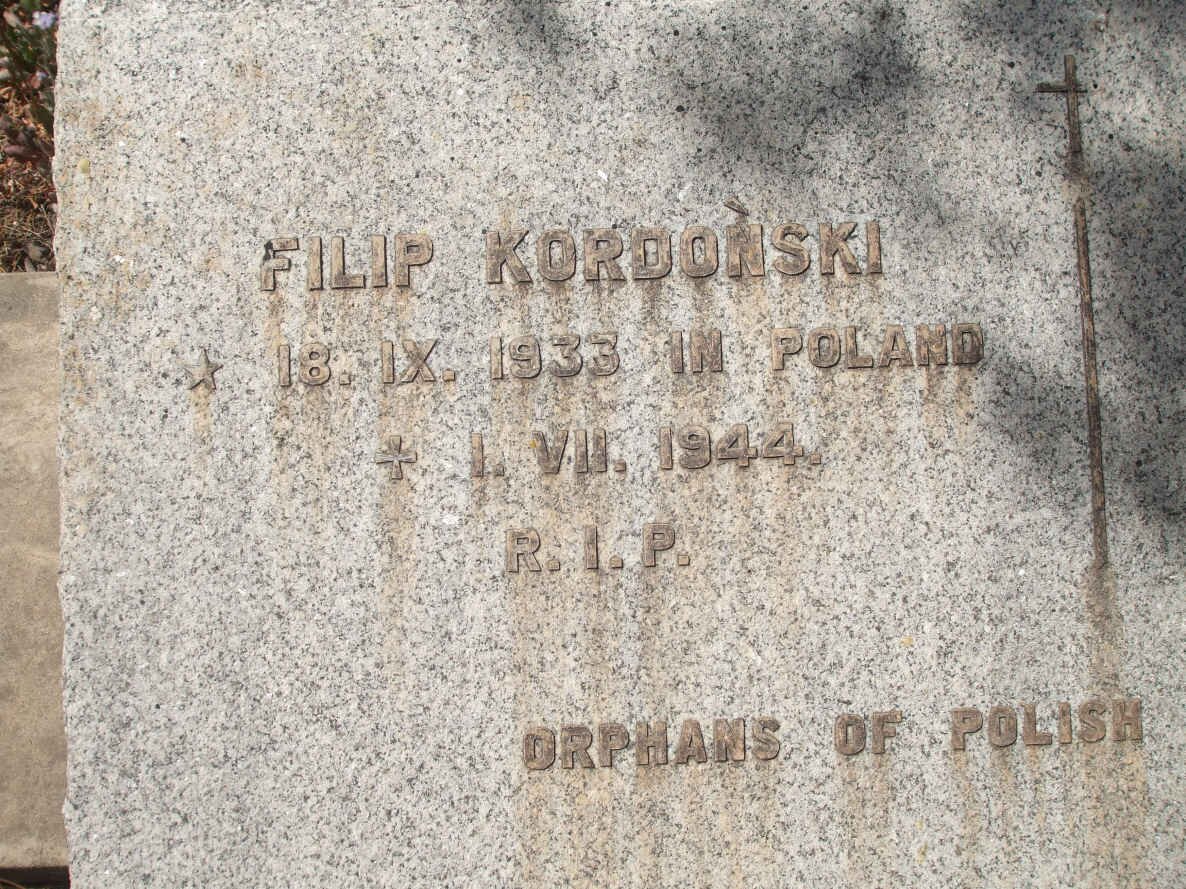 FILIP KORDOŃSKI
★ 18. IX. 1933 IN POLAND
+ 1. VII. 1944.
R. I. P.
ORPHANS OF POLISH